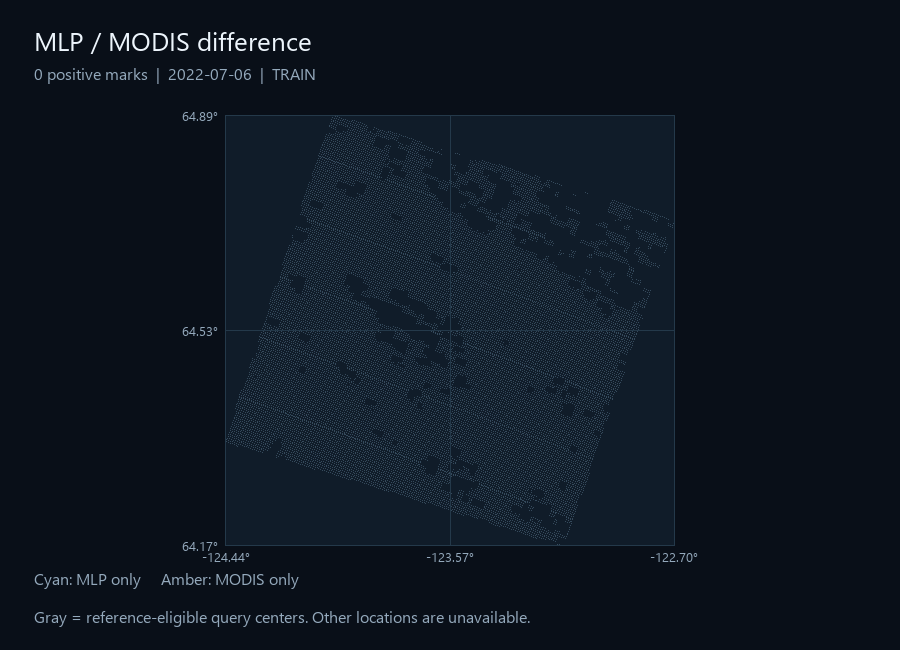 MLP / MODIS difference
0 positive marks | 2022-07-06 | TRAIN
64.89°
64.53°
64.17°
-124.44° -123.57° -122.70°
Cyan: MLP only Amber: MODIS only
Gray = reference-eligible query centers. Other locations are unavailable.